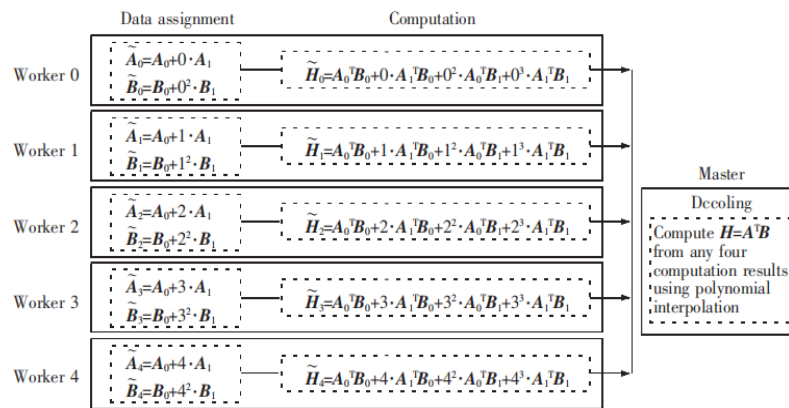 Data assignment Computation
Worker 0
Ã₀=A₀+0·A₁
B̃₀=B₀+0²·B₁
H̃₀=A₀ᵀB₀+0·A₁ᵀB₀+0²·A₀ᵀB₁+0³·A₁ᵀB₁
Worker 1
Ã₁=A₀+1·A₁
B̃₁=B₀+1²·B₁
H̃₁=A₀ᵀB₀+1·A₁ᵀB₀+1²·A₀ᵀB₁+1³·A₁ᵀB₁
Worker 2
Ã₂=A₀+2·A₁
B̃₂=B₀+2²·B₁
H̃₂=A₀ᵀB₀+2·A₁ᵀB₀+2²·A₀ᵀB₁+2³·A₁ᵀB₁
Worker 3
Ã₃=A₀+3·A₁
B̃₃=B₀+3²·B₁
H̃₃=A₀ᵀB₀+3·A₁ᵀB₀+3²·A₀ᵀB₁+3³·A₁ᵀB₁
Worker 4
Ã₄=A₀+4·A₁
B̃₄=B₀+4²·B₁
H̃₄=A₀ᵀB₀+4·A₁ᵀB₀+4²·A₀ᵀB₁+4³·A₁ᵀB₁
Master
Dccoling
Compute H=AᵀB
from any four
computation results
using polynomial
interpolation